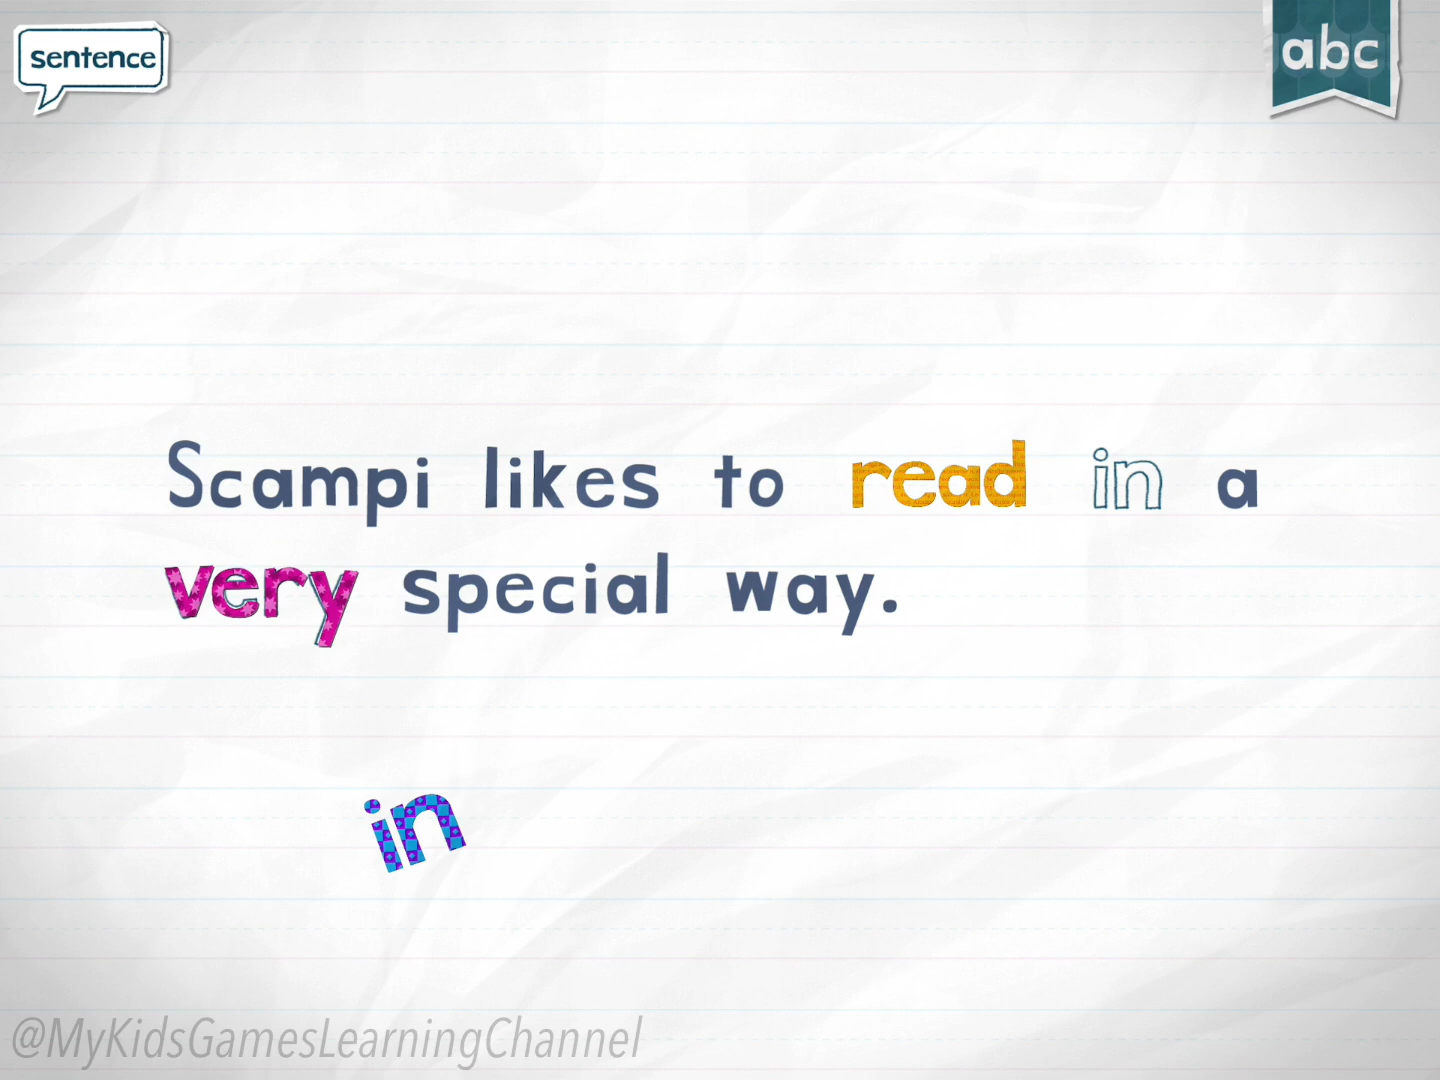 sentence
abc
Scampi likes to read in a
very special way.
in
@MyKidsGamesLearningChannel